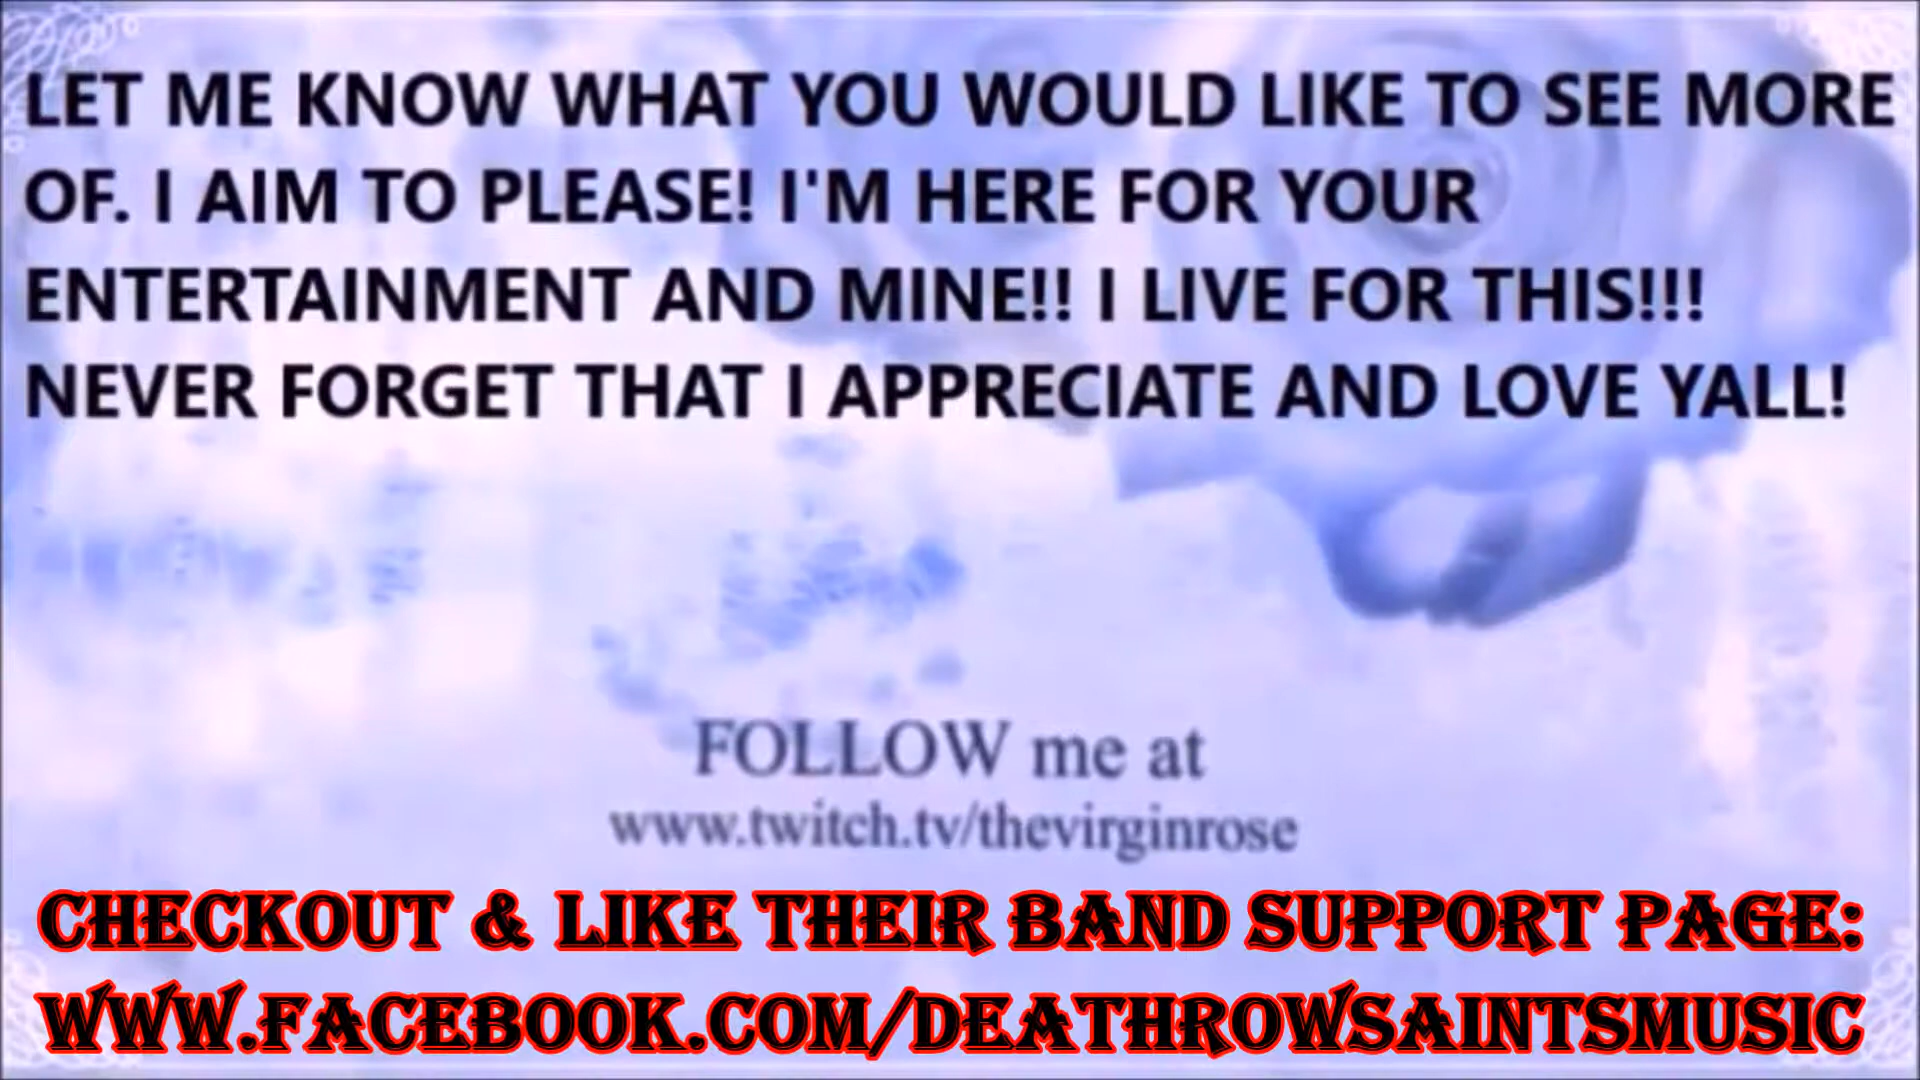 LET ME KNOW WHAT YOU WOULD LIKE TO SEE MORE
OF. I AIM TO PLEASE! I'M HERE FOR YOUR
ENTERTAINMENT AND MINE!! I LIVE FOR THIS!!!
NEVER FORGET THAT I APPRECIATE AND LOVE YALL!
FOLLOW me at
www.twitch.tv/thevirginrose
CHECKOUT & LIKE THEIR BAND SUPPORT PAGE:
WWW.FACEBOOK.COM/DEATHROWSAINTSMUSIC